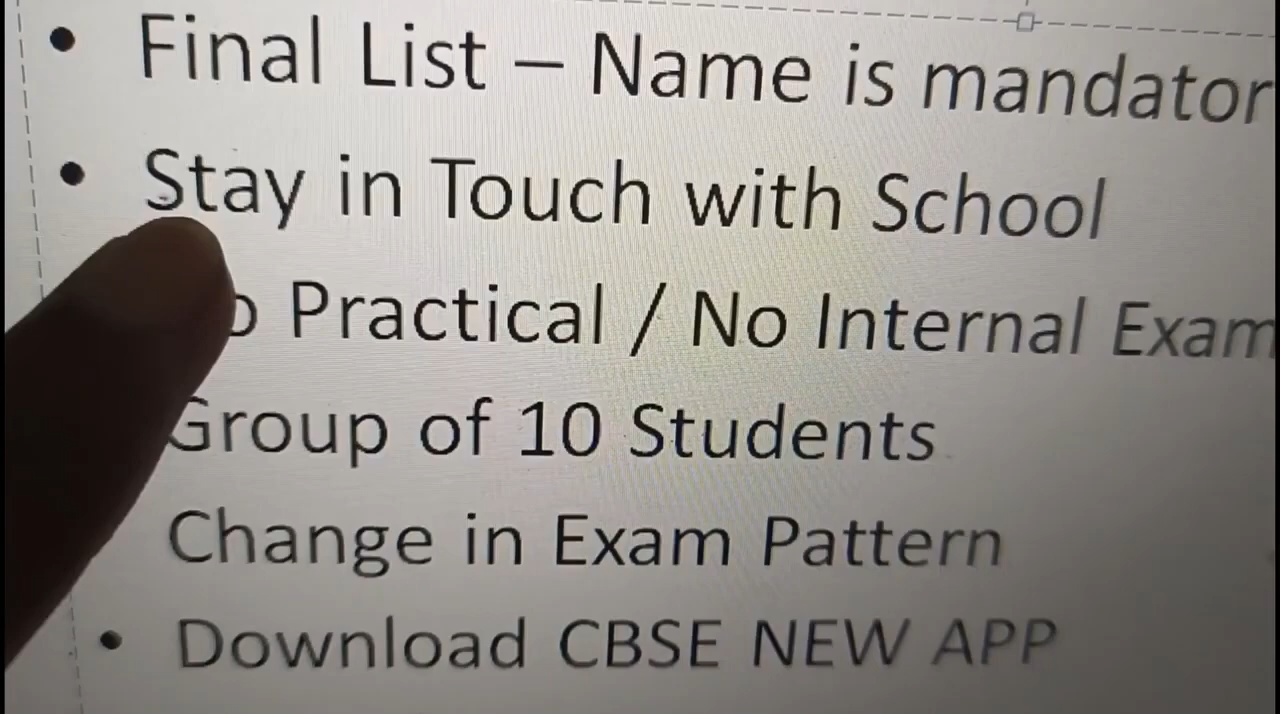 • Final List – Name is mandator
• Stay in Touch with School
Practical / No Internal Exam
Group of 10 Students
Change in Exam Pattern
• Download CBSE NEW APP